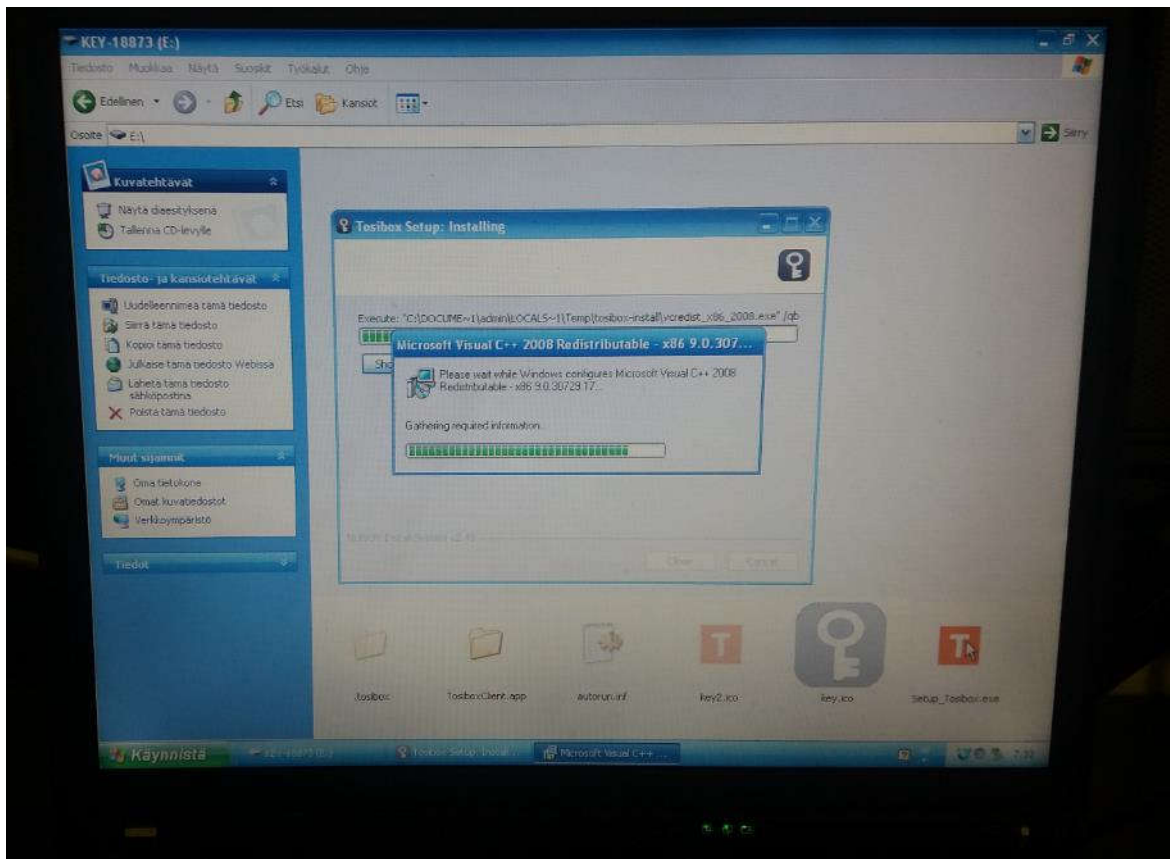 KEY-18873 (E:)
Tiedosto Muokkaa Näytä Suosikit Työkalut Ohje
Edellinen Etsi Kansiot
Osoite E:\ Siirry
Kuvatehtävät
Näytä diaesityksenä
Tallenna CD-levylle
Tiedosto- ja kansiotehtävät
Uudelleennimeä tämä tiedosto
Siirrä tämä tiedosto
Kopioi tämä tiedosto
Julkaise tämä tiedosto Webissä
Lähetä tämä tiedosto
sähköpostina
Poista tämä tiedosto
Muut sijainnit
Oma tietokone
Omat kuvatiedostot
Verkkoympäristö
Tiedot
Tosibox Setup: Installing
Execute: "C:\DOCUME~1\admin\LOCALS~1\Temp\tosibox-install\vcredist_x86_2008.exe" /qb
Sho
Microsoft Visual C++ 2008 Redistributable - x86 9.0.307...
Please wait while Windows configures Microsoft Visual C++ 2008
Redistributable - x86 9.0.30729.17...
Gathering required information...
Close Cancel
.tosibox TosiboxClient.app autorun.inf key2.ico key.ico Setup_Tosibox.exe
Käynnistä KEY-18873 (E:) Tosibox Setup: Install... Microsoft Visual C++ ...